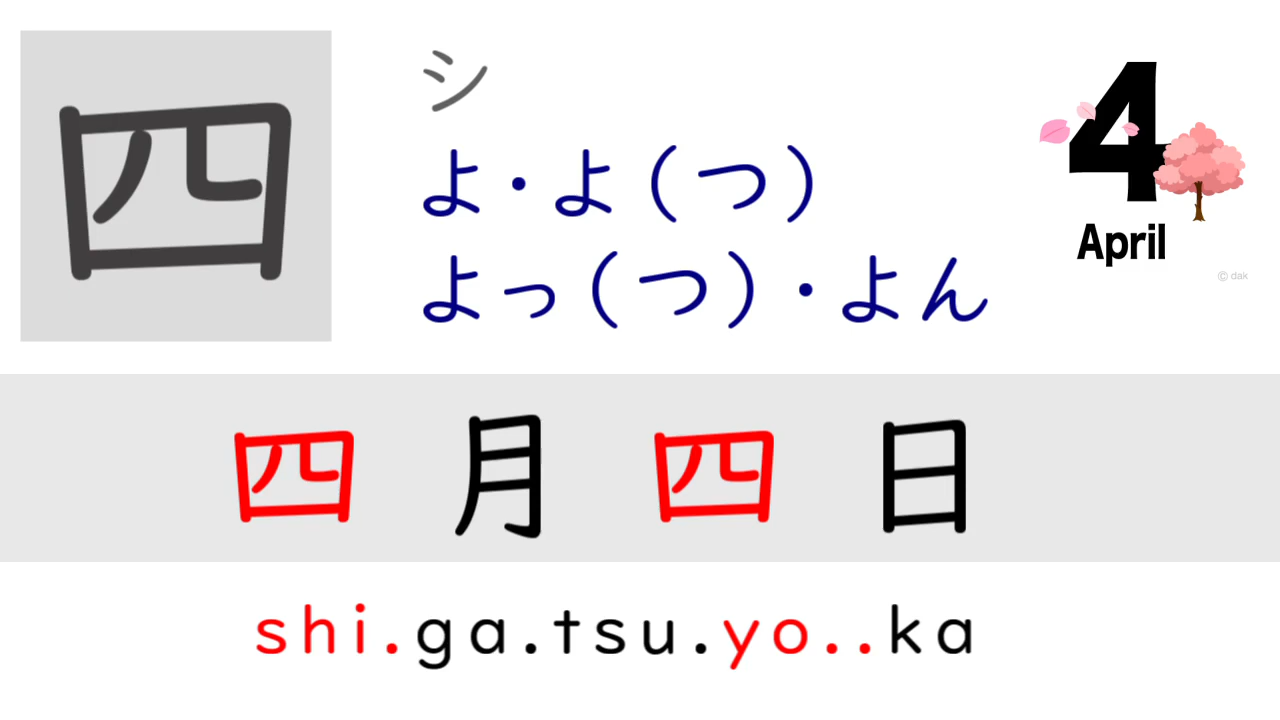 四
シ
よ・よ（つ）
よっ（つ）・よん
4
April
© dak
四月四日
shi.ga.tsu.yo..ka